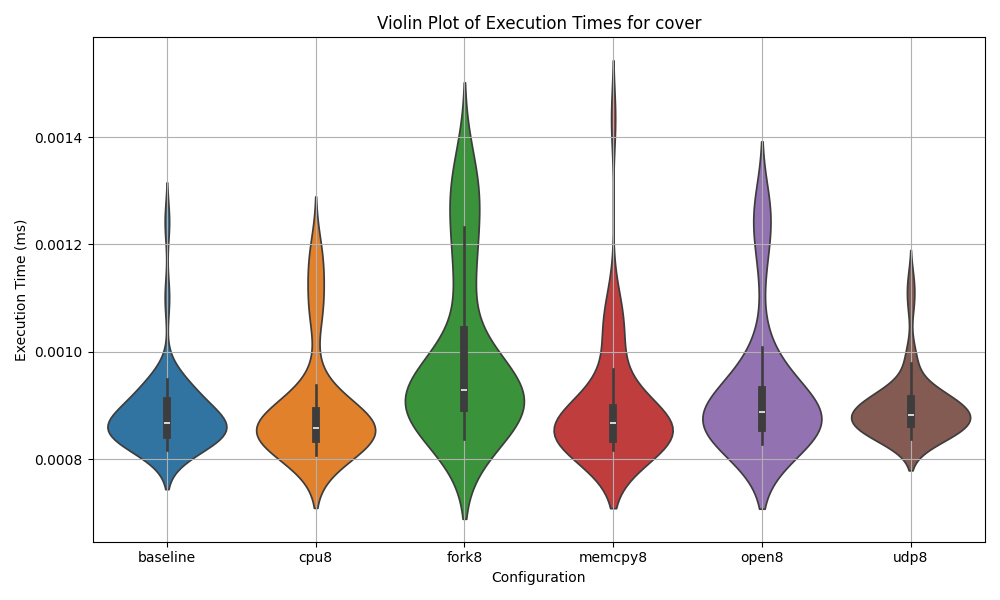 Violin Plot of Execution Times for cover
Execution Time (ms)
0.0014
0.0012
0.0010
0.0008
baseline cpu8 fork8 memcpy8 open8 udp8
Configuration